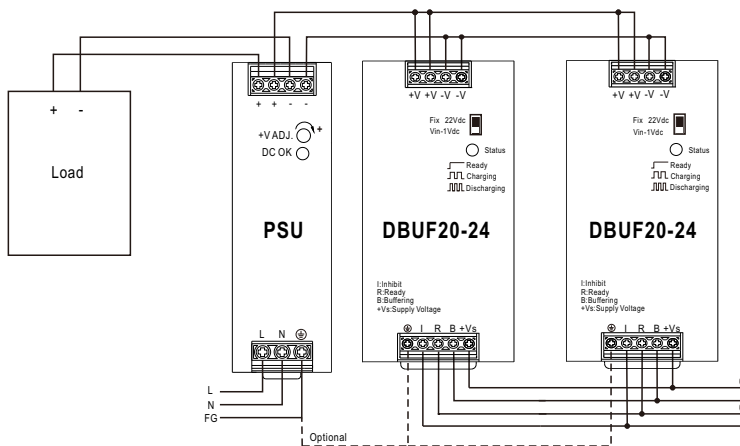 + -
Load
+ + - -
+V ADJ. +
DC OK
PSU
L N
L
N
FG
Optional
+V +V -V -V
Fix 22Vdc
Vin-1Vdc
Status
Ready
Charging
Discharging
DBUF20-24
I:Inhibit
R:Ready
B:Buffering
+Vs:Supply Voltage
I R B +Vs
+V +V -V -V
Fix 22Vdc
Vin-1Vdc
Status
Ready
Charging
Discharging
DBUF20-24
I:Inhibit
R:Ready
B:Buffering
+Vs:Supply Voltage
I R B +Vs